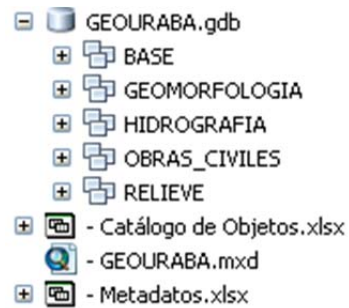 GEOURABA.gdb
BASE
GEOMORFOLOGIA
HIDROGRAFIA
OBRAS_CIVILES
RELIEVE
- Catálogo de Objetos.xlsx
- GEOURABA.mxd
- Metadatos.xlsx